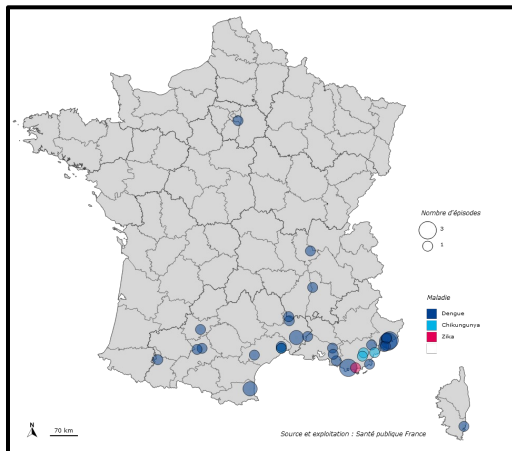 Nombre d'épisodes
3
1
Maladie
Dengue
Chikungunya
Zika
N
70 km
Source et exploitation : Santé publique France